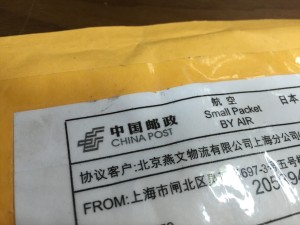 中国邮政
CHINA POST
航空
Small Packet
BY AIR
日本
协议客户:北京燕文物流有限公司上海分公司
FROM:上海市闸北区